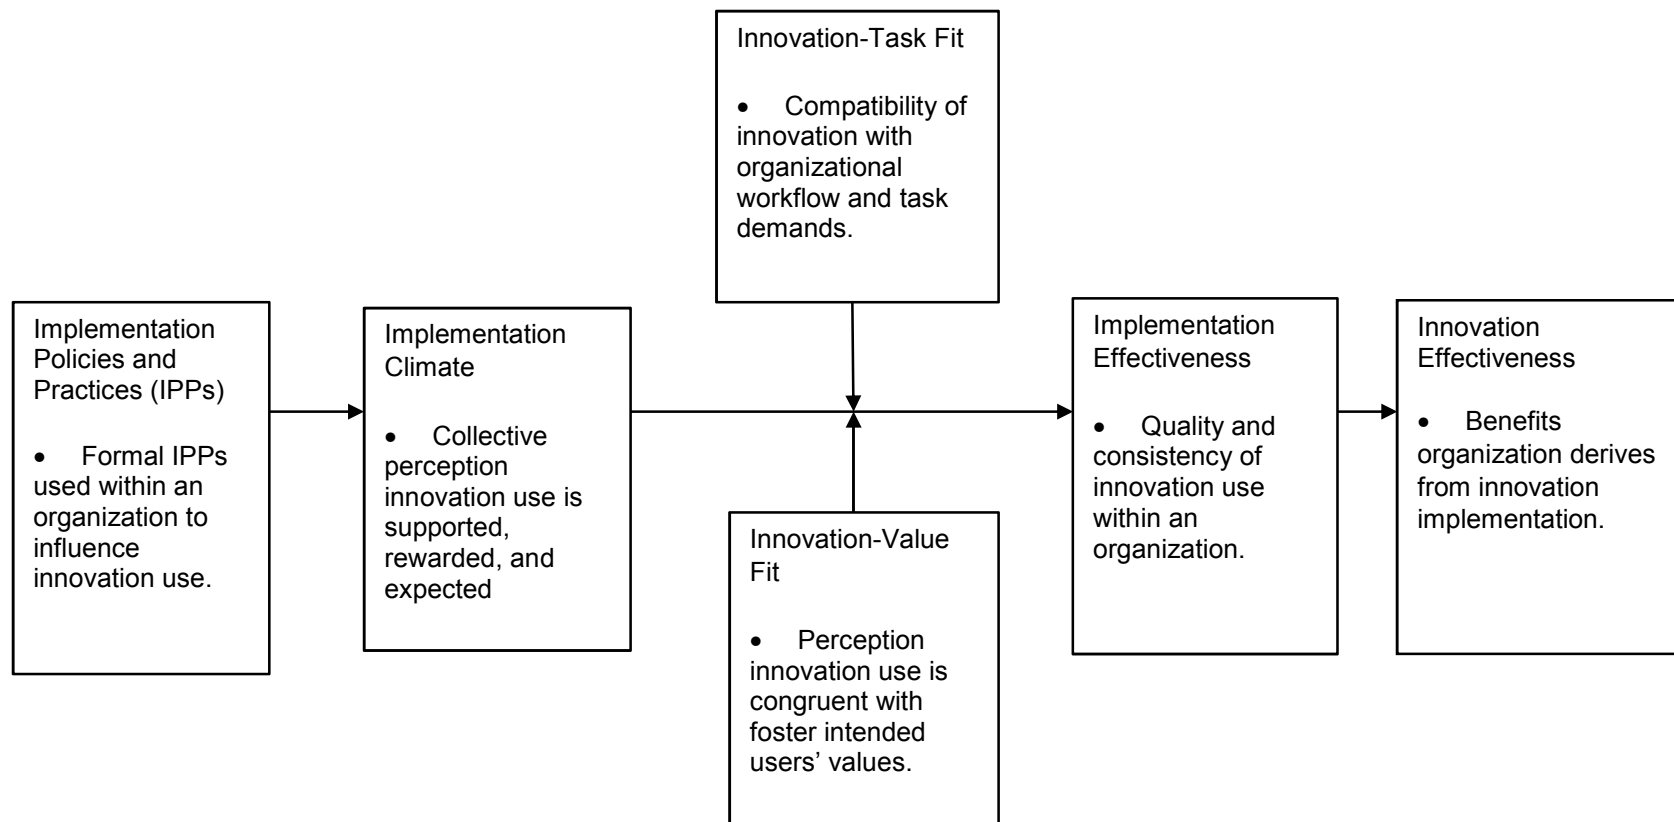 Innovation-Task Fit
• Compatibility of
innovation with
organizational
workflow and task
demands.
Implementation
Policies and
Practices (IPPs)
• Formal IPPs
used within an
organization to
influence
innovation use.
Implementation
Climate
• Collective
perception
innovation use is
supported,
rewarded, and
expected
Innovation-Value
Fit
• Perception
innovation use is
congruent with
foster intended
users’ values.
Implementation
Effectiveness
• Quality and
consistency of
innovation use
within an
organization.
Innovation
Effectiveness
• Benefits
organization derives
from innovation
implementation.